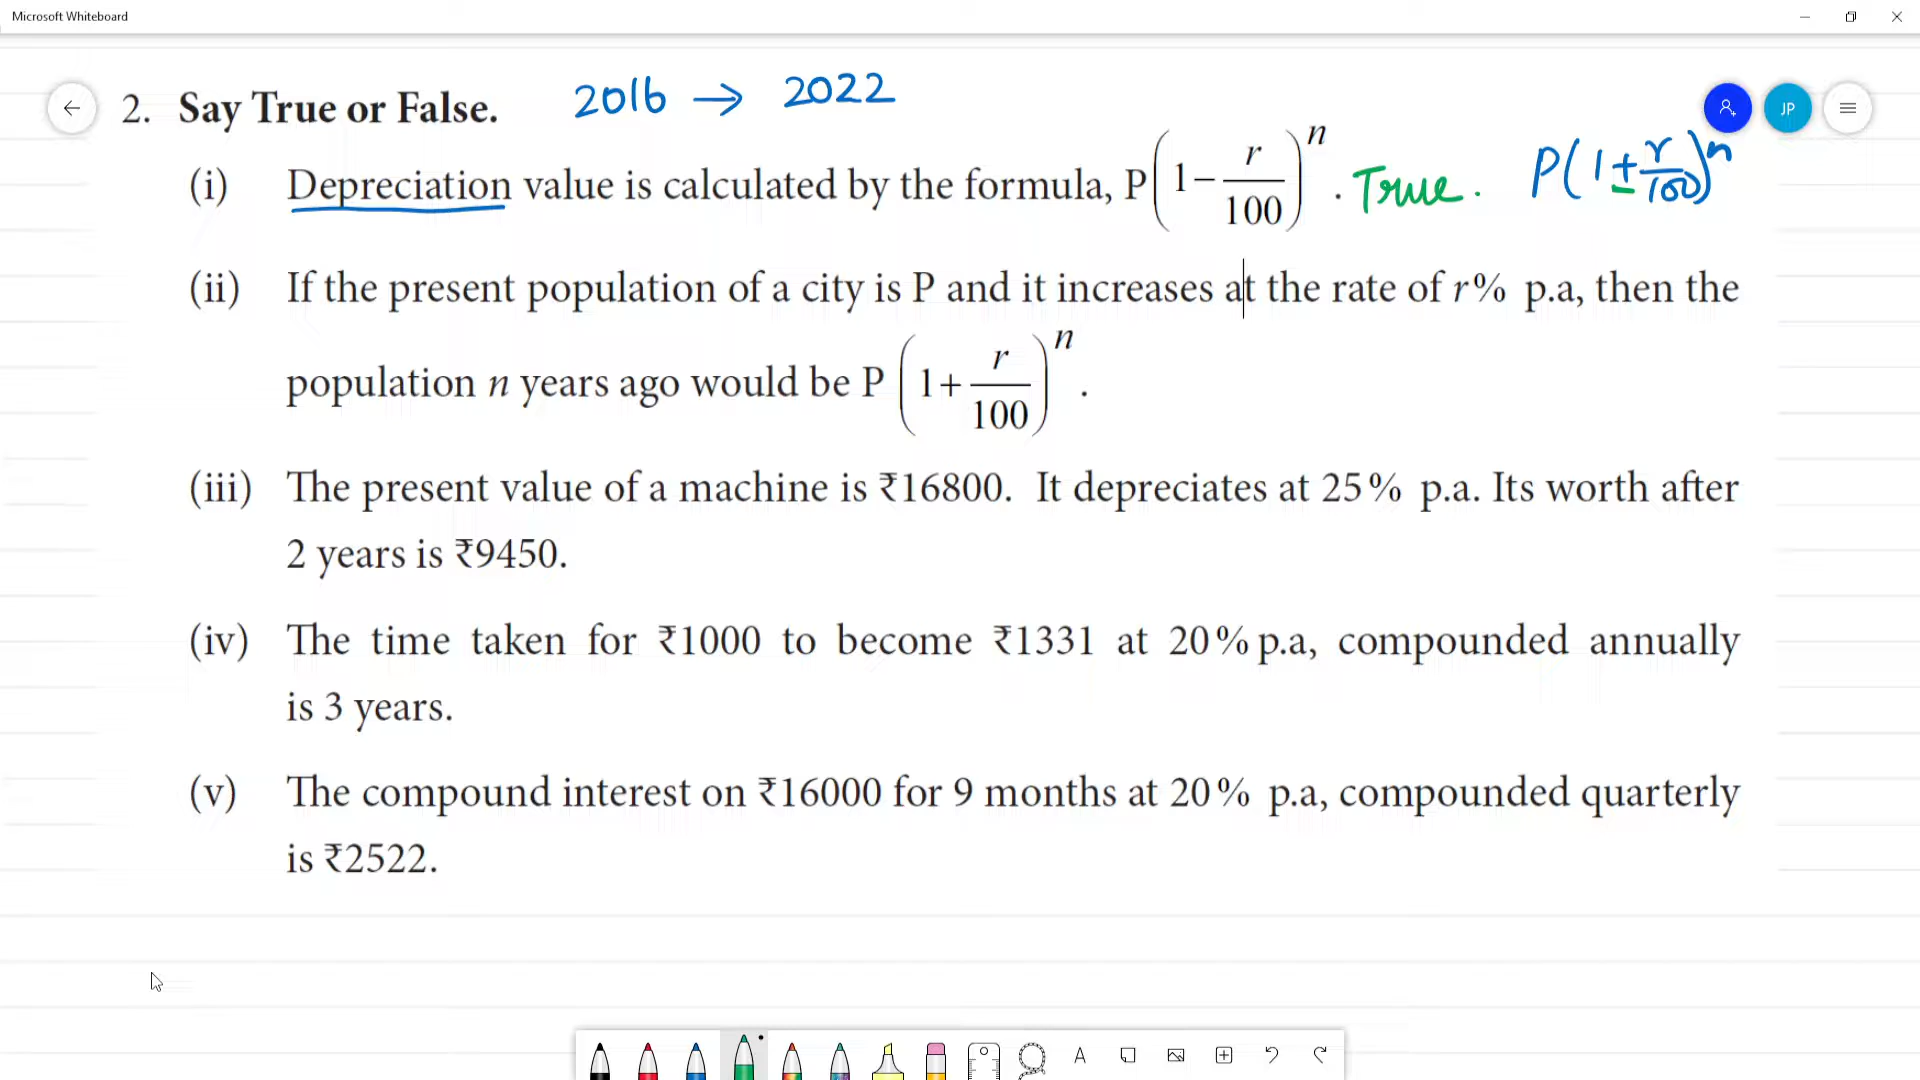 Microsoft Whiteboard
2. Say True or False. 2016 → 2022
(i) Depreciation value is calculated by the formula, P(1 − r/100)^n. True. P(1 ± r/100)^n
JP
(ii) If the present population of a city is P and it increases at the rate of r% p.a, then the
population n years ago would be P (1 + r/100)^n.
(iii) The present value of a machine is ₹16800. It depreciates at 25% p.a. Its worth after
2 years is ₹9450.
(iv) The time taken for ₹1000 to become ₹1331 at 20% p.a, compounded annually
is 3 years.
(v) The compound interest on ₹16000 for 9 months at 20% p.a, compounded quarterly
is ₹2522.
A